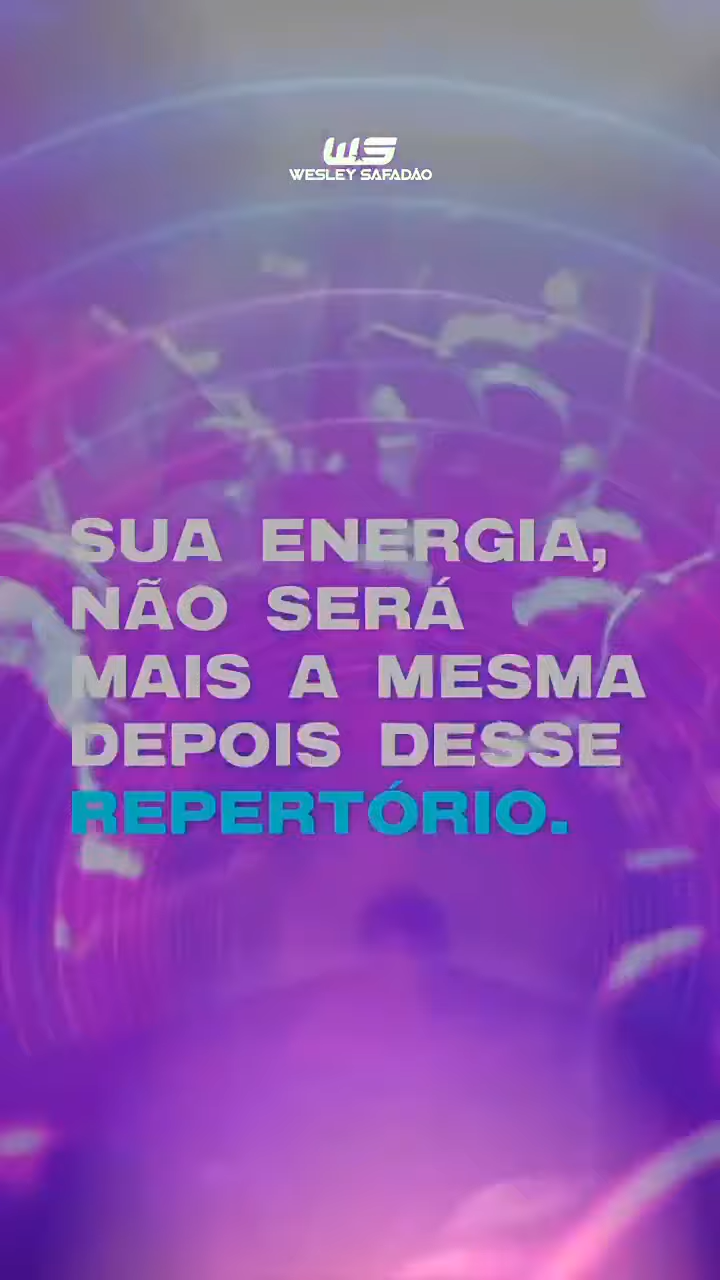 WS
WESLEY SAFADÃO
SUA ENERGIA,
NÃO SERÁ
MAIS A MESMA
DEPOIS DESSE
REPERTÓRIO.